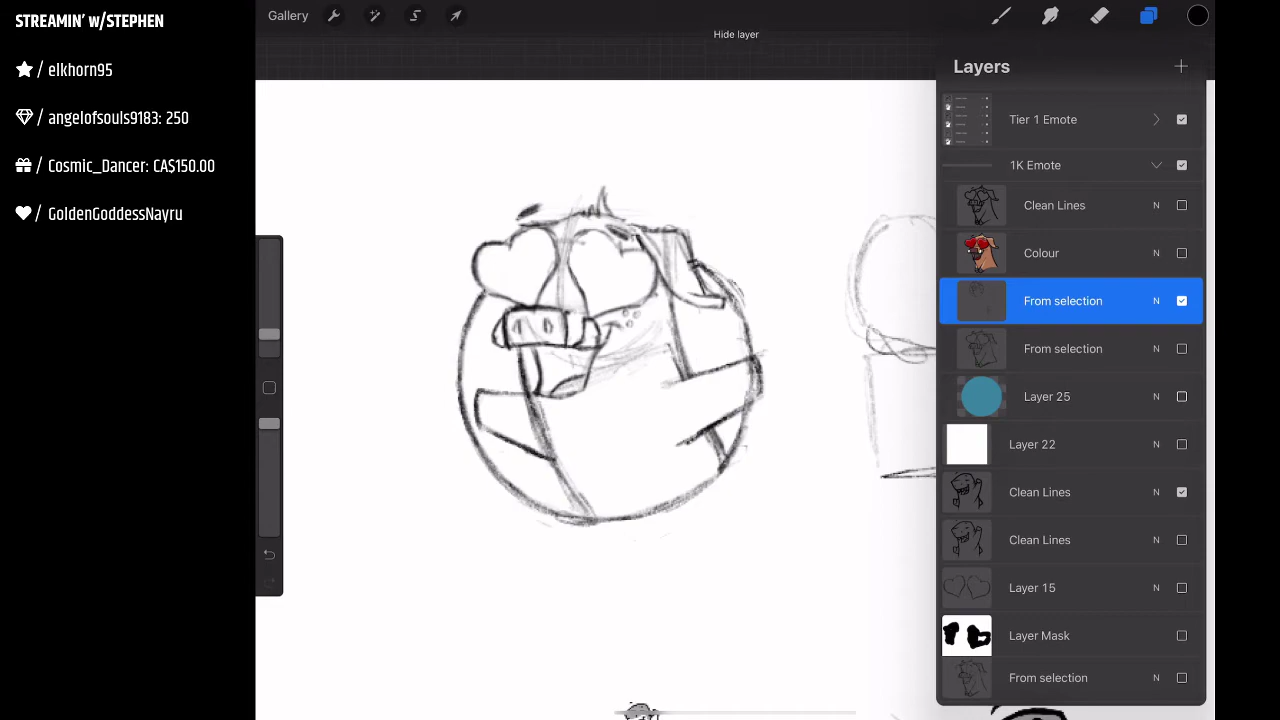 STREAMIN' w/STEPHEN
/ elkhorn95
/ angelofsouls9183: 250
/ Cosmic_Dancer: CA$150.00
/ GoldenGoddessNayru
Gallery
Hide layer
Layers
Tier 1 Emote
1K Emote
Clean Lines N
Colour N
From selection N
From selection N
Layer 25 N
Layer 22 N
Clean Lines N
Clean Lines N
Layer 15 N
Layer Mask
From selection N